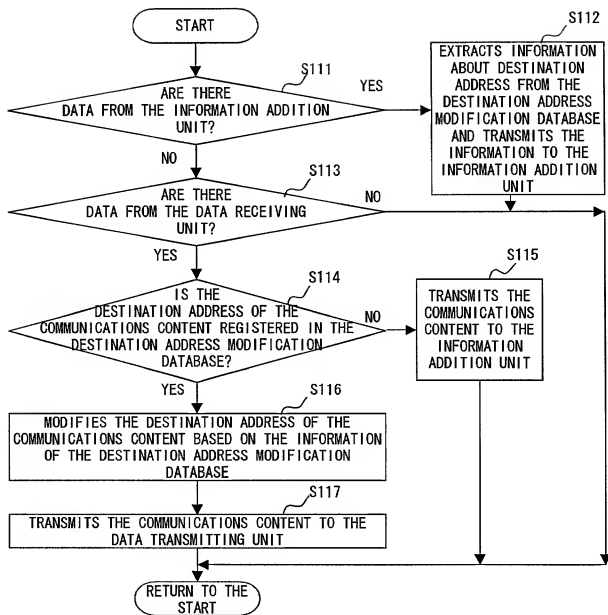 START
S111
ARE THERE
DATA FROM THE INFORMATION ADDITION
UNIT?
YES
NO
S112
EXTRACTS INFORMATION
ABOUT DESTINATION
ADDRESS FROM THE
DESTINATION ADDRESS
MODIFICATION DATABASE
AND TRANSMITS THE
INFORMATION TO THE
INFORMATION ADDITION
UNIT
S113
ARE THERE
DATA FROM THE DATA RECEIVING
UNIT?
NO
YES
S114
IS THE
DESTINATION ADDRESS OF THE
COMMUNICATIONS CONTENT REGISTERED IN THE
DESTINATION ADDRESS MODIFICATION
DATABASE?
NO
YES
S115
TRANSMITS THE
COMMUNICATIONS
CONTENT TO THE
INFORMATION
ADDITION UNIT
S116
MODIFIES THE DESTINATION ADDRESS OF THE
COMMUNICATIONS CONTENT BASED ON THE INFORMATION
OF THE DESTINATION ADDRESS MODIFICATION
DATABASE
S117
TRANSMITS THE COMMUNICATIONS CONTENT TO THE
DATA TRANSMITTING UNIT
RETURN TO THE
START